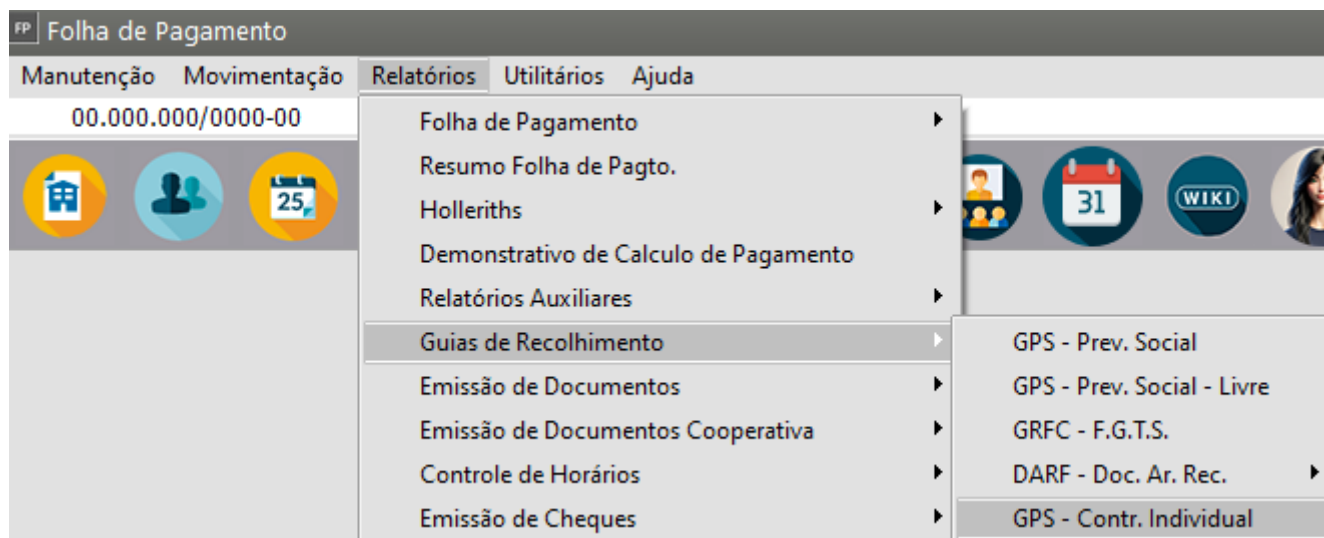 FP Folha de Pagamento
Manutenção Movimentação Relatórios Utilitários Ajuda
00.000.000/0000-00
Folha de Pagamento
Resumo Folha de Pagto.
25
31
WIKI
Holleriths
Demonstrativo de Calculo de Pagamento
Relatórios Auxiliares
Guias de Recolhimento
GPS - Prev. Social
Emissão de Documentos
GPS - Prev. Social - Livre
Emissão de Documentos Cooperativa
GRFC - F.G.T.S.
Controle de Horários
DARF - Doc. Ar. Rec.
Emissão de Cheques
GPS - Contr. Individual